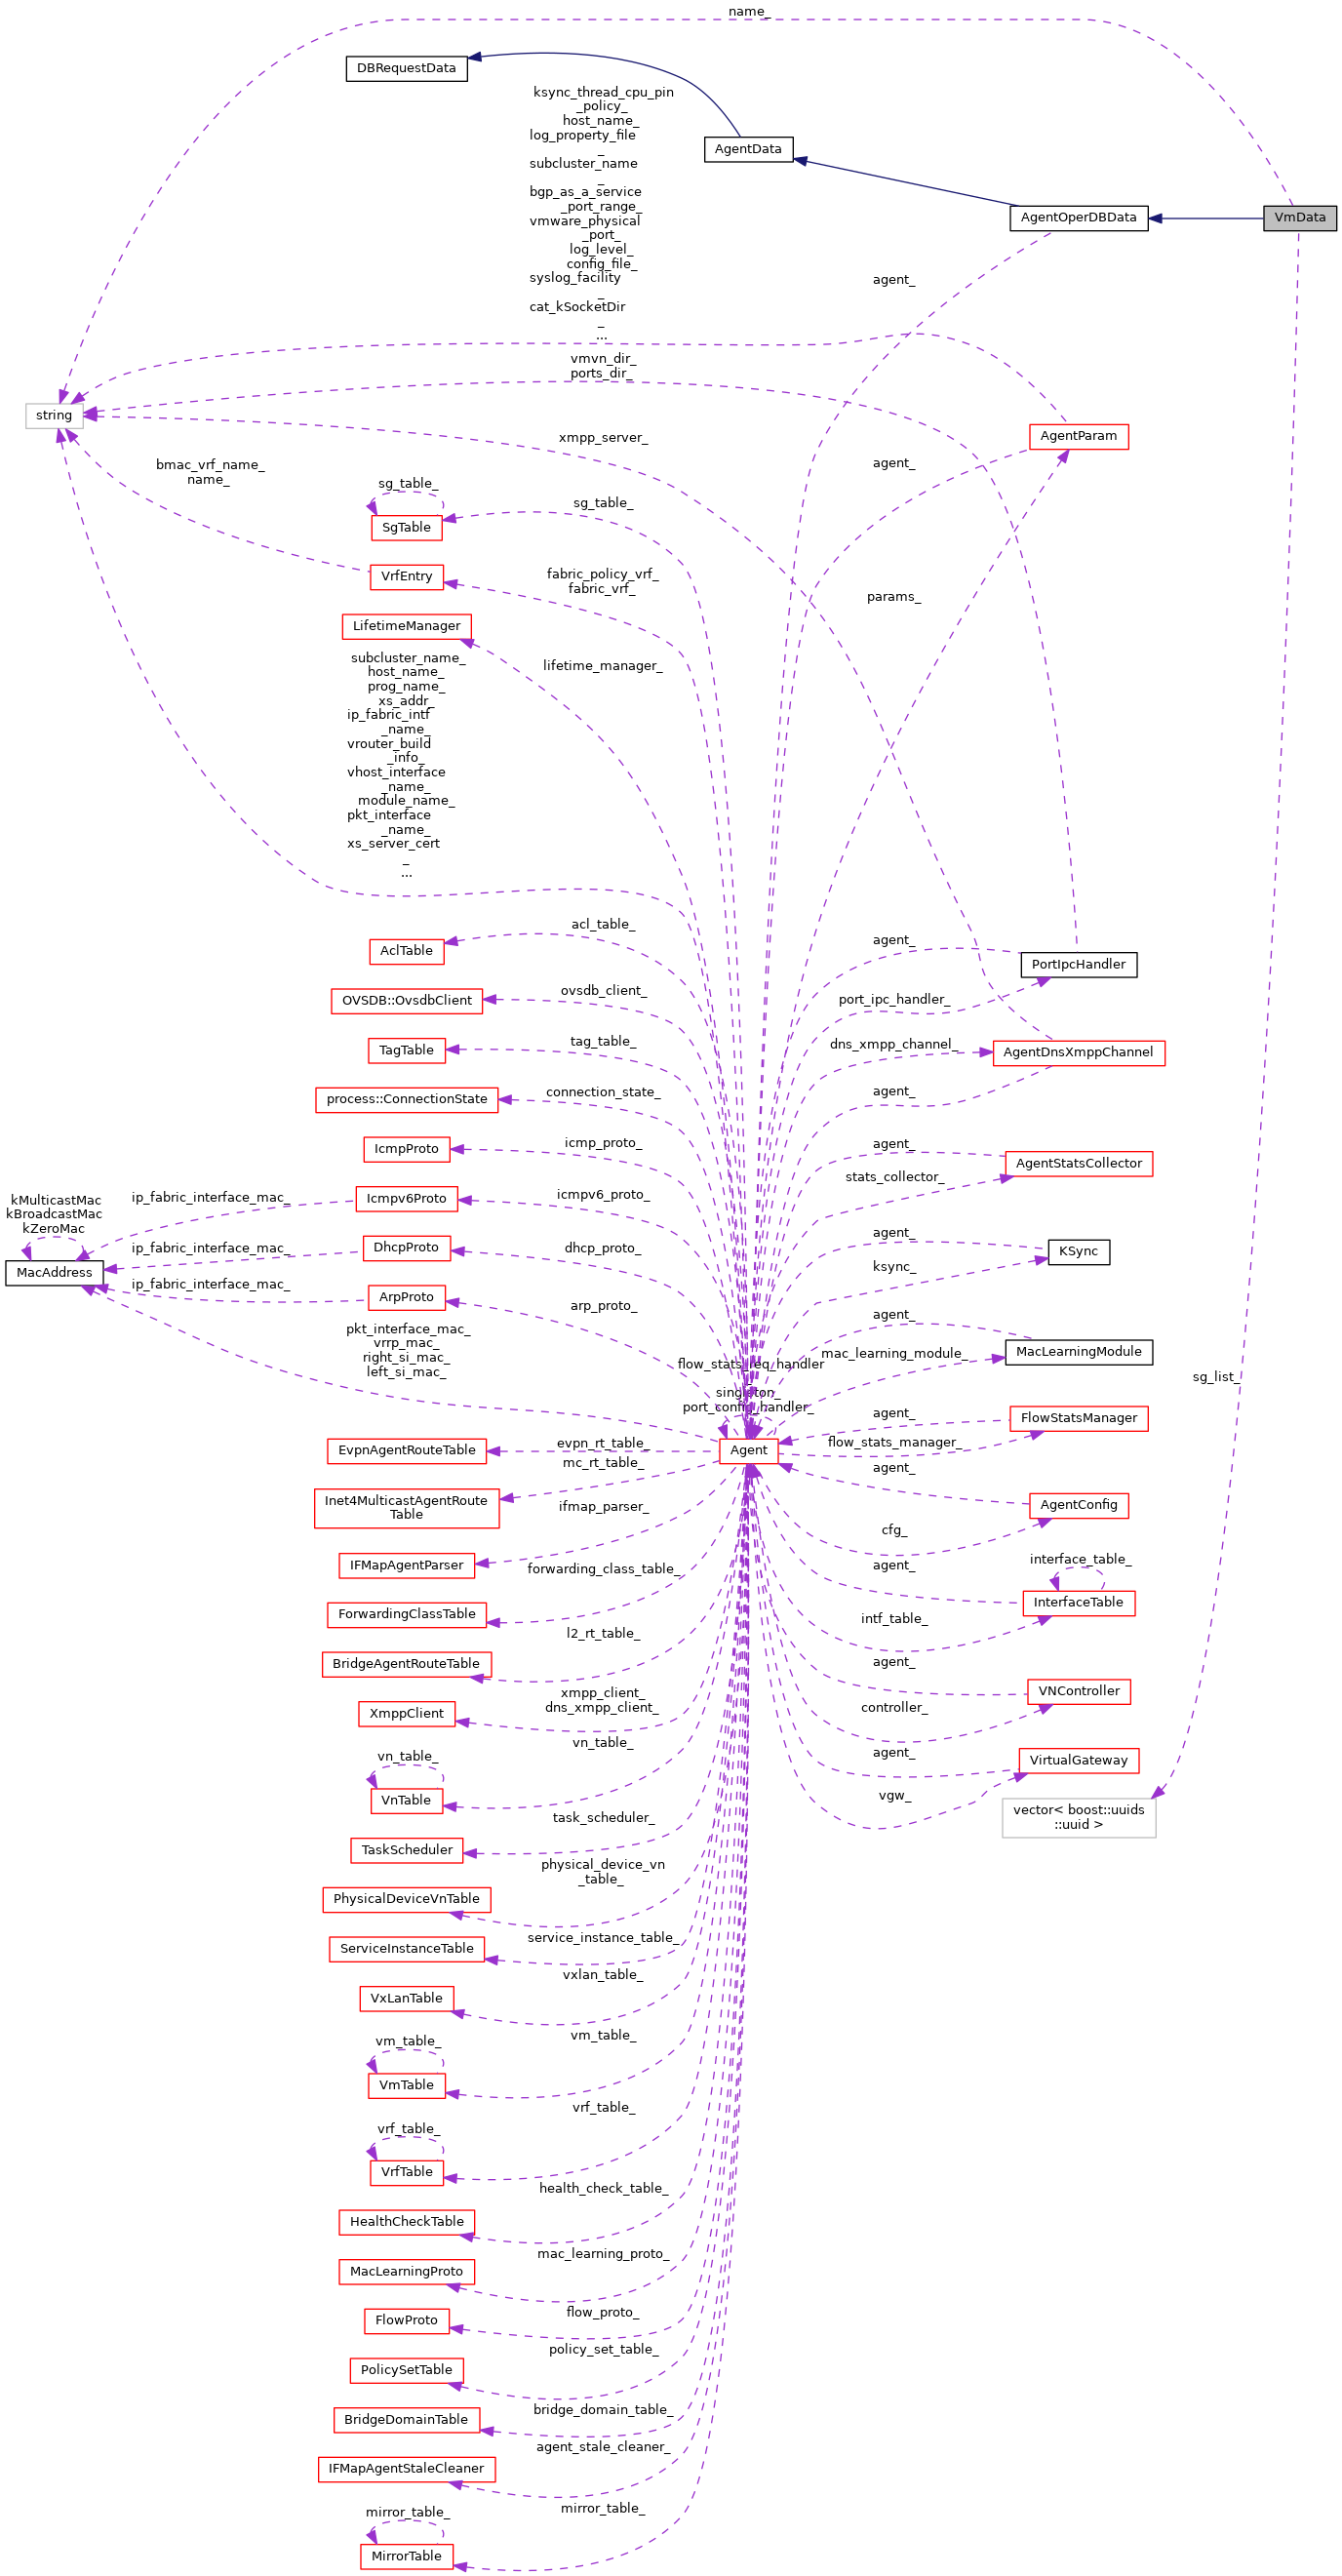 name_
DBRequestData
ksync_thread_cpu_pin
_policy_
host_name_
log_property_file
_
subcluster_name
_
bgp_as_a_service
_port_range_
vmware_physical
_port_
log_level_
config_file_
syslog_facility
_
cat_kSocketDir
_
...
AgentData
AgentOperDBData
VmData
agent_
vmvn_dir_
ports_dir_
string
AgentParam
xmpp_server_
agent_
bmac_vrf_name_
name_
sg_table_
SgTable
sg_table_
VrfEntry
fabric_policy_vrf_
fabric_vrf_
params_
LifetimeManager
lifetime_manager_
subcluster_name_
host_name_
prog_name_
xs_addr_
ip_fabric_intf
_name_
vrouter_build
_info_
vhost_interface
_name_
module_name_
pkt_interface
_name_
xs_server_cert
_
...
acl_table_
AclTable
agent_
PortIpcHandler
ovsdb_client_
OVSDB::OvsdbClient
port_ipc_handler_
tag_table_
TagTable
dns_xmpp_channel_
AgentDnsXmppChannel
connection_state_
process::ConnectionState
agent_
icmp_proto_
IcmpProto
agent_
AgentStatsCollector
stats_collector_
kMulticastMac
kBroadcastMac
kZeroMac
ip_fabric_interface_mac_
Icmpv6Proto
icmpv6_proto_
agent_
KSync
ip_fabric_interface_mac_
DhcpProto
dhcp_proto_
ksync_
MacAddress
ip_fabric_interface_mac_
ArpProto
arp_proto_
agent_
pkt_interface_mac_
vrrp_mac_
right_si_mac_
left_si_mac_
mac_learning_module_
MacLearningModule
flow_stats_req_handler
_
singleton_
port_config_handler_
sg_list_
agent_
FlowStatsManager
flow_stats_manager_
Agent
EvpnAgentRouteTable
evpn_rt_table_
mc_rt_table_
agent_
Inet4MulticastAgentRoute
Table
AgentConfig
ifmap_parser_
cfg_
IFMapAgentParser
forwarding_class_table_
agent_
interface_table_
InterfaceTable
ForwardingClassTable
intf_table_
l2_rt_table_
BridgeAgentRouteTable
agent_
VNController
xmpp_client_
dns_xmpp_client_
XmppClient
controller_
vn_table_
vn_table_
VnTable
agent_
VirtualGateway
vgw_
vector< boost::uuids
::uuid >
task_scheduler_
TaskScheduler
physical_device_vn
_table_
PhysicalDeviceVnTable
service_instance_table_
ServiceInstanceTable
vxlan_table_
VxLanTable
vm_table_
vm_table_
VmTable
vrf_table_
vrf_table_
VrfTable
health_check_table_
HealthCheckTable
mac_learning_proto_
MacLearningProto
flow_proto_
FlowProto
policy_set_table_
PolicySetTable
bridge_domain_table_
BridgeDomainTable
agent_stale_cleaner_
IFMapAgentStaleCleaner
mirror_table_
mirror_table_
MirrorTable